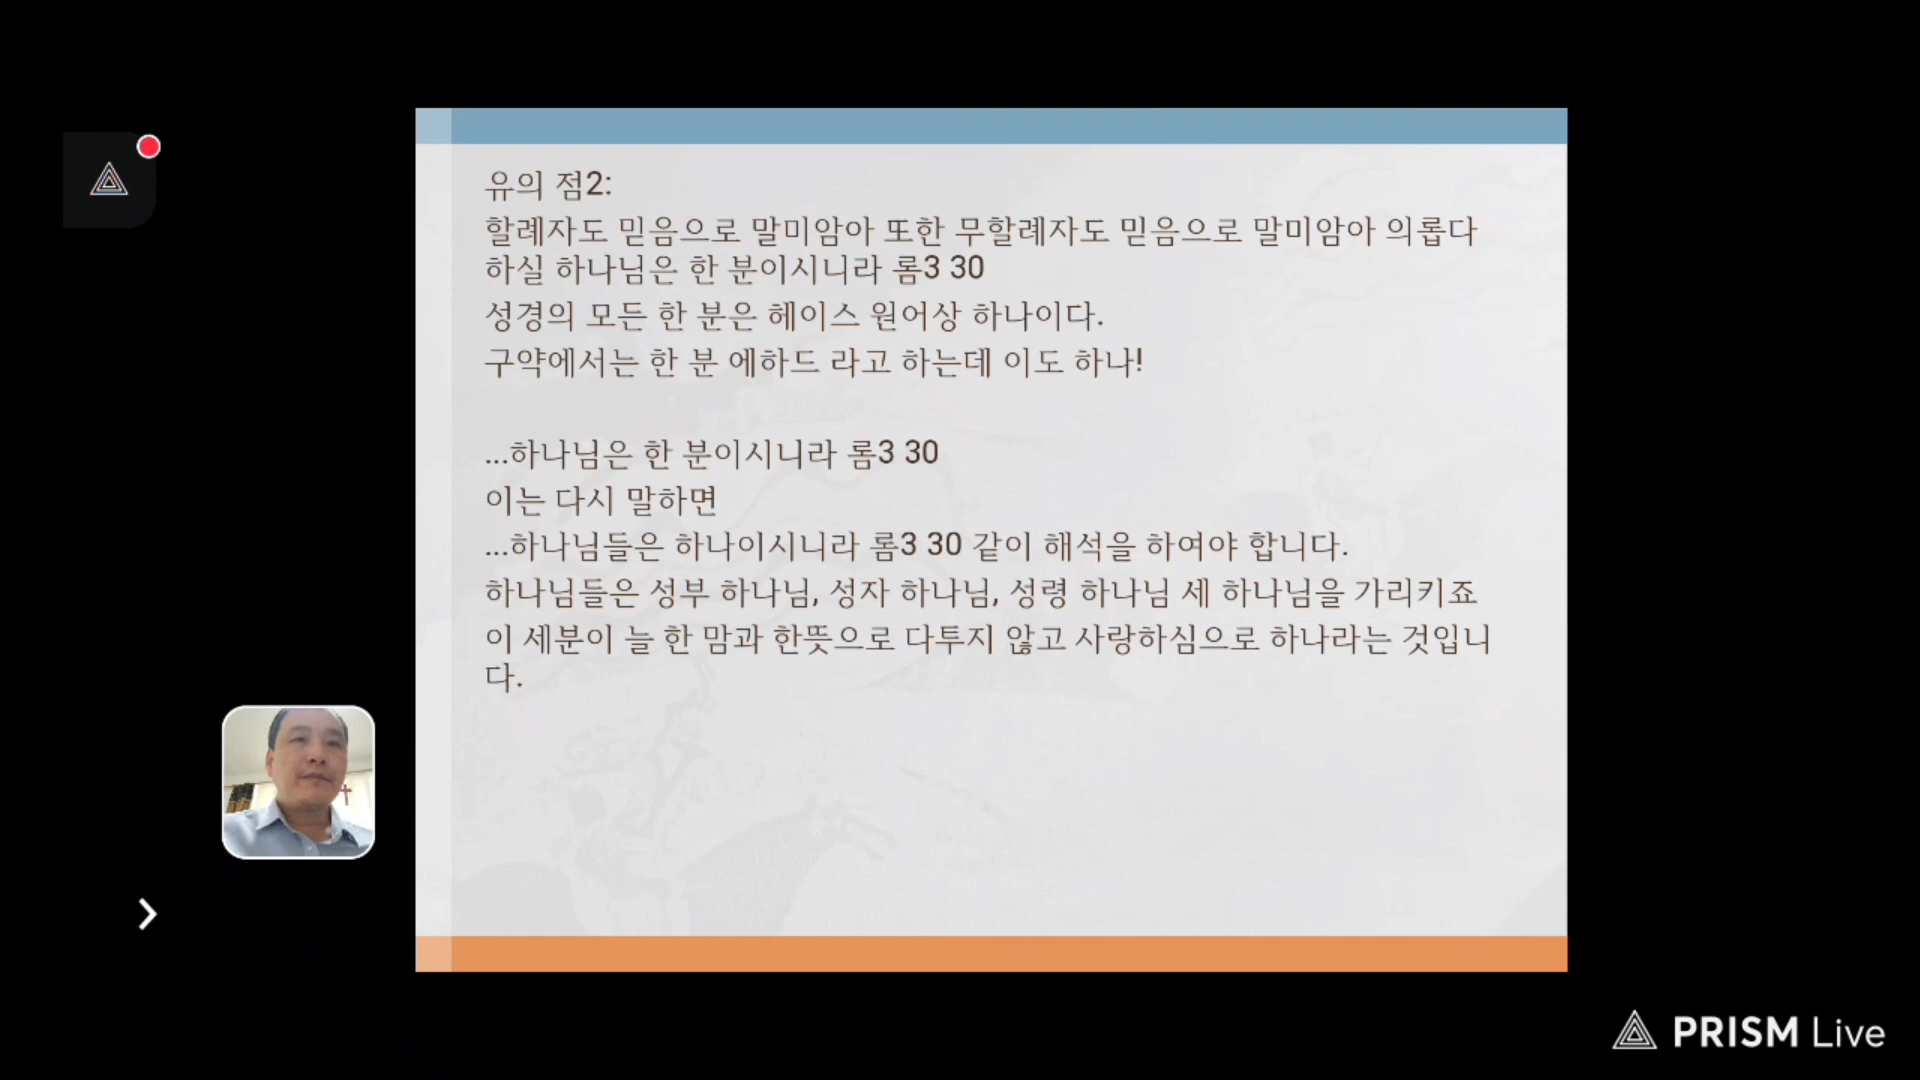 유의 점2:
할례자도 믿음으로 말미암아 또한 무할례자도 믿음으로 말미암아 의롭다
하실 하나님은 한 분이시니라 롬3 30
성경의 모든 한 분은 헤이스 원어상 하나이다.
구약에서는 한 분 에하드 라고 하는데 이도 하나!
...하나님은 한 분이시니라 롬3 30
이는 다시 말하면
...하나님들은 하나이시니라 롬3 30 같이 해석을 하여야 합니다.
하나님들은 성부 하나님, 성자 하나님, 성령 하나님 세 하나님을 가리키죠
이 세분이 늘 한 맘과 한뜻으로 다투지 않고 사랑하심으로 하나라는 것입니
다.
PRISM Live